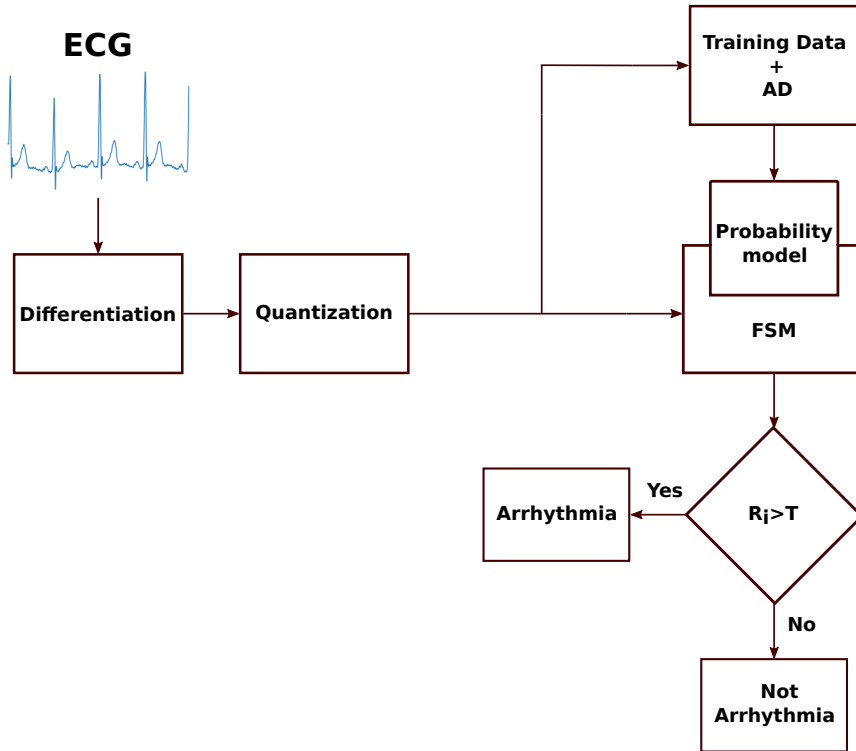 ECG
Training Data
+
AD
Probability
model
Differentiation
Quantization
FSM
Yes
Arrhythmia
Ri>T
No
Not
Arrhythmia